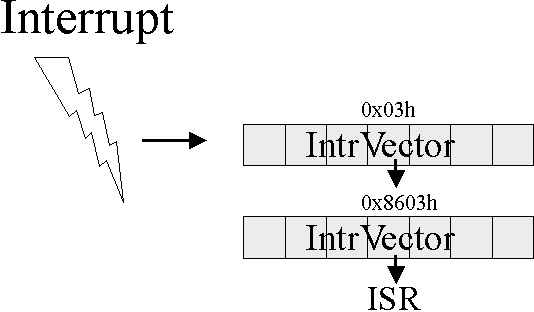 Interrupt
0x03h
IntrVector
0x8603h
IntrVector
ISR